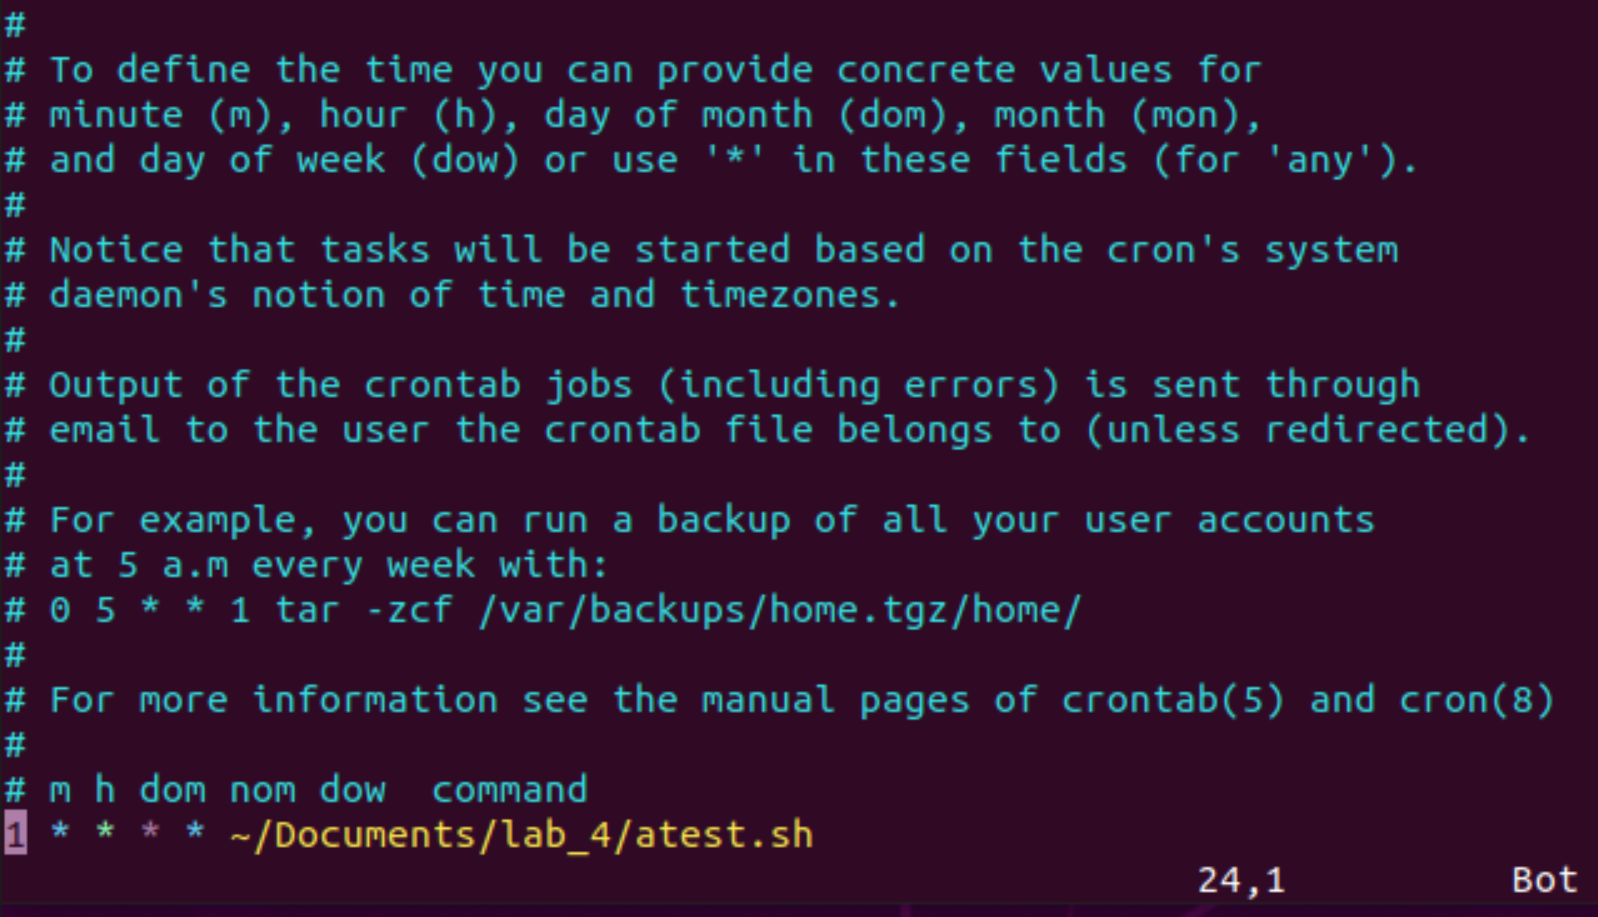 #
# To define the time you can provide concrete values for
# minute (m), hour (h), day of month (dom), month (mon),
# and day of week (dow) or use '*' in these fields (for 'any').
#
# Notice that tasks will be started based on the cron's system
# daemon's notion of time and timezones.
#
# Output of the crontab jobs (including errors) is sent through
# email to the user the crontab file belongs to (unless redirected).
#
# For example, you can run a backup of all your user accounts
# at 5 a.m every week with:
# 0 5 * * 1 tar -zcf /var/backups/home.tgz/home/
#
# For more information see the manual pages of crontab(5) and cron(8)
#
# m h dom nom dow  command
1 * * * * ~/Documents/lab_4/atest.sh
24,1 Bot